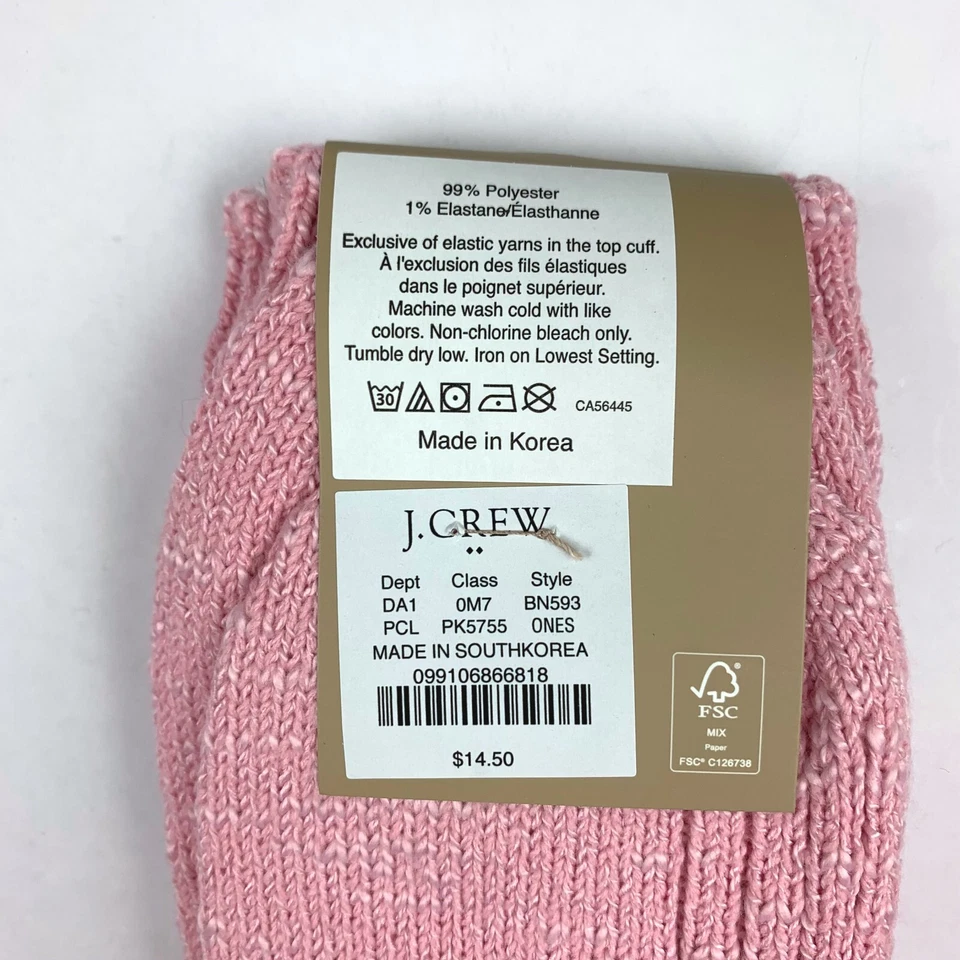 99% Polyester
1% Elastane/Élasthanne
Exclusive of elastic yarns in the top cuff.
À l'exclusion des fils élastiques
dans le poignet supérieur.
Machine wash cold with like
colors. Non-chlorine bleach only.
Tumble dry low. Iron on Lowest Setting.
30
CA56445
Made in Korea
J.CREW
Dept Class Style
DA1 0M7 BN593
PCL PK5755 ONES
MADE IN SOUTHKOREA
099106866818
$14.50
FSC®
MIX
Paper
FSC® C126738